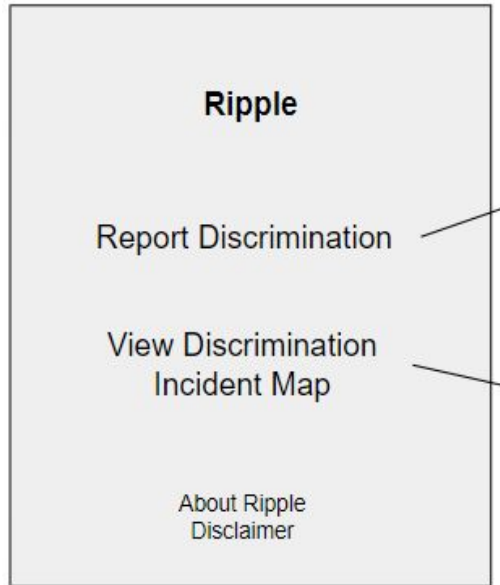 Ripple
Report Discrimination
View Discrimination
Incident Map
About Ripple
Disclaimer